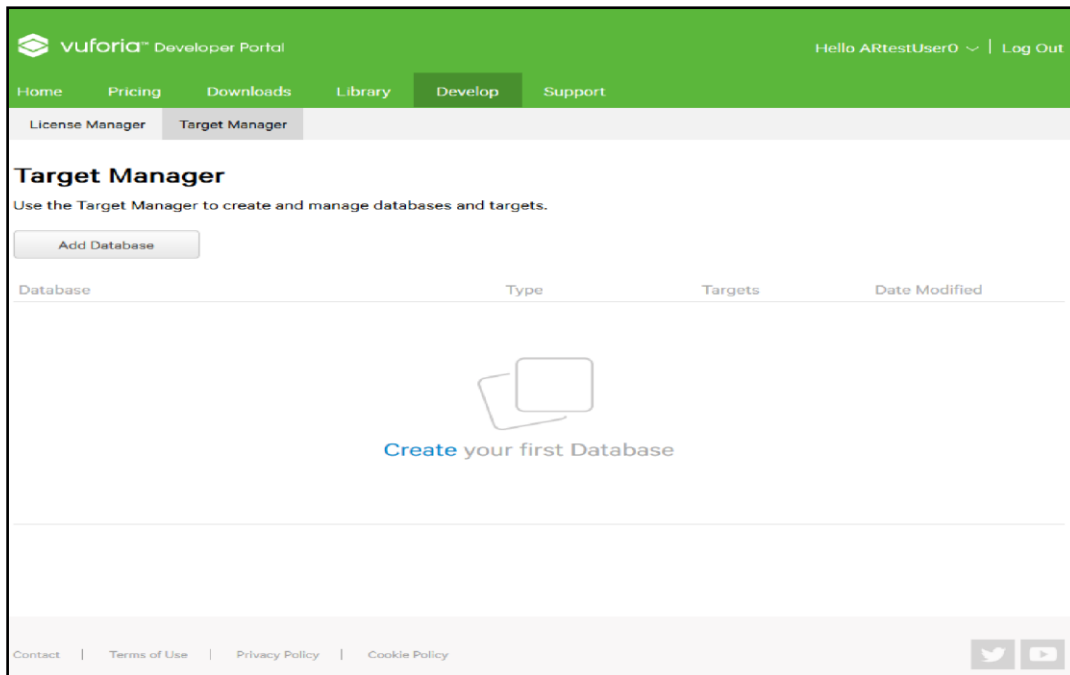 vuforia™ Developer Portal
Hello ARtestUser0 | Log Out
Home Pricing Downloads Library Develop Support
License Manager Target Manager
Target Manager
Use the Target Manager to create and manage databases and targets.
Add Database
Database Type Targets Date Modified
Create your first Database
Contact | Terms of Use | Privacy Policy | Cookie Policy